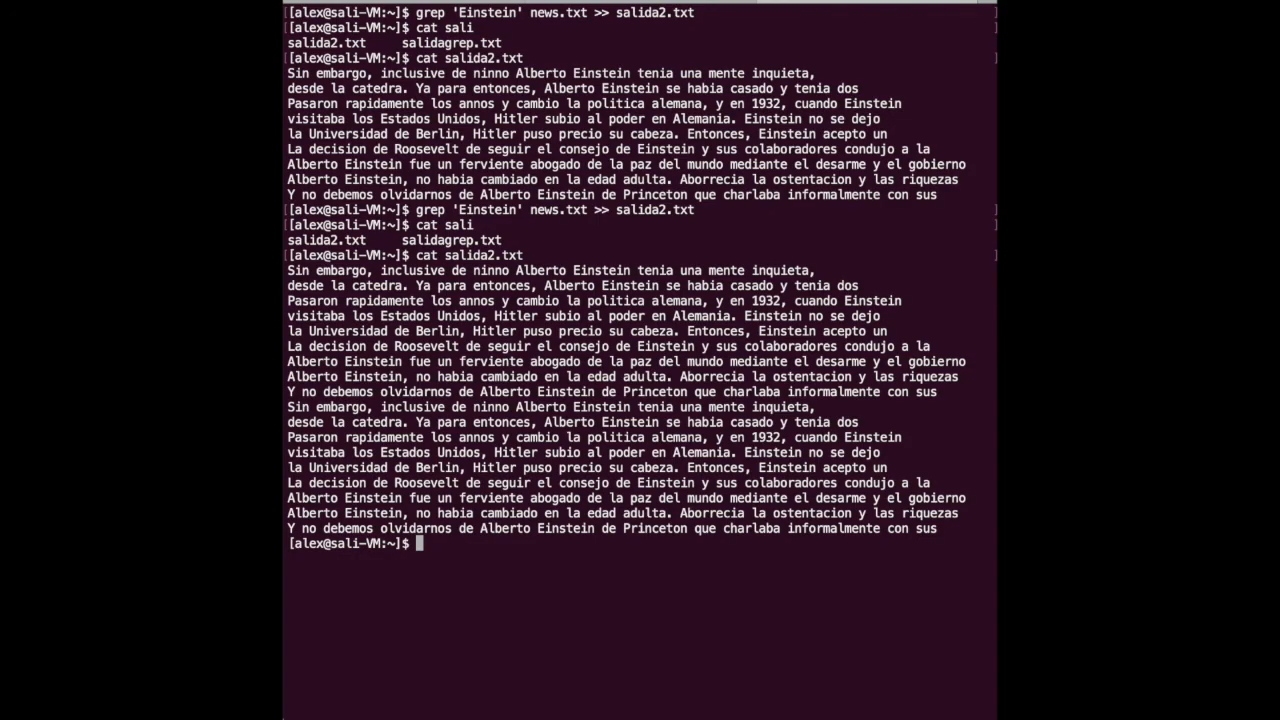 [alex@sali-VM:~]$ grep 'Einstein' news.txt >> salida2.txt
[alex@sali-VM:~]$ cat sali
salida2.txt     salidagrep.txt
[alex@sali-VM:~]$ cat salida2.txt
Sin embargo, inclusive de ninno Alberto Einstein tenia una mente inquieta,
desde la catedra. Ya para entonces, Alberto Einstein se habia casado y tenia dos
Pasaron rapidamente los annos y cambio la politica alemana, y en 1932, cuando Einstein
visitaba los Estados Unidos, Hitler subio al poder en Alemania. Einstein no se dejo
la Universidad de Berlin, Hitler puso precio su cabeza. Entonces, Einstein acepto un
La decision de Roosevelt de seguir el consejo de Einstein y sus colaboradores condujo a la
Alberto Einstein fue un ferviente abogado de la paz del mundo mediante el desarme y el gobierno
Alberto Einstein, no habia cambiado en la edad adulta. Aborrecia la ostentacion y las riquezas
Y no debemos olvidarnos de Alberto Einstein de Princeton que charlaba informalmente con sus
[alex@sali-VM:~]$ grep 'Einstein' news.txt >> salida2.txt
[alex@sali-VM:~]$ cat sali
salida2.txt     salidagrep.txt
[alex@sali-VM:~]$ cat salida2.txt
Sin embargo, inclusive de ninno Alberto Einstein tenia una mente inquieta,
desde la catedra. Ya para entonces, Alberto Einstein se habia casado y tenia dos
Pasaron rapidamente los annos y cambio la politica alemana, y en 1932, cuando Einstein
visitaba los Estados Unidos, Hitler subio al poder en Alemania. Einstein no se dejo
la Universidad de Berlin, Hitler puso precio su cabeza. Entonces, Einstein acepto un
La decision de Roosevelt de seguir el consejo de Einstein y sus colaboradores condujo a la
Alberto Einstein fue un ferviente abogado de la paz del mundo mediante el desarme y el gobierno
Alberto Einstein, no habia cambiado en la edad adulta. Aborrecia la ostentacion y las riquezas
Y no debemos olvidarnos de Alberto Einstein de Princeton que charlaba informalmente con sus
Sin embargo, inclusive de ninno Alberto Einstein tenia una mente inquieta,
desde la catedra. Ya para entonces, Alberto Einstein se habia casado y tenia dos
Pasaron rapidamente los annos y cambio la politica alemana, y en 1932, cuando Einstein
visitaba los Estados Unidos, Hitler subio al poder en Alemania. Einstein no se dejo
la Universidad de Berlin, Hitler puso precio su cabeza. Entonces, Einstein acepto un
La decision de Roosevelt de seguir el consejo de Einstein y sus colaboradores condujo a la
Alberto Einstein fue un ferviente abogado de la paz del mundo mediante el desarme y el gobierno
Alberto Einstein, no habia cambiado en la edad adulta. Aborrecia la ostentacion y las riquezas
Y no debemos olvidarnos de Alberto Einstein de Princeton que charlaba informalmente con sus
[alex@sali-VM:~]$